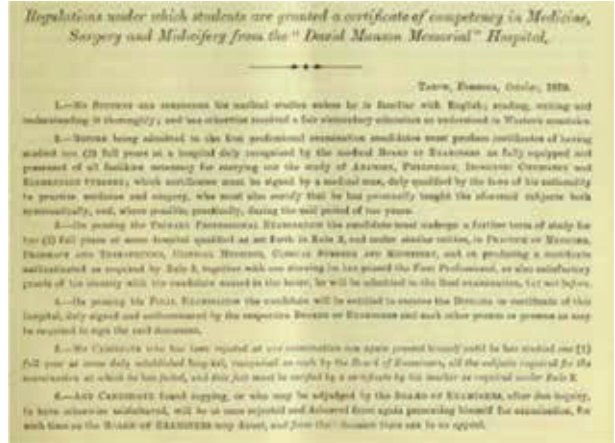 Regulations under which students are granted a certificate of competency in Medicine,
Surgery and Midwifery from the "David Manson Memorial" Hospital.
October, 18
1.—No Student can commence his medical studies unless he is familiar with English; reading, writing and
understanding it thoroughly; and has otherwise received a fair elementary education as understood in Western countries.
2.—Before being admitted to the first professional examination candidates must produce certificates of having
studied two (2) full years at a hospital duly recognized by the medical Board of Examiners as fully equipped and
possessed of all facilities necessary for carrying out the study of Anatomy, Physiology, Inorganic Chemistry and
Elementary Surgery; which certificates must be signed by a medical man, duly qualified by the laws of his nationality
to practice medicine and surgery, who must also certify that he has personally taught the aforesaid subjects both
systematically, and, where possible, practically, during the said period of two years.
3.—On passing the Primary Professional Examination the candidate must undergo a further term of study for
two (2) full years at some hospital qualified as set forth in Rule 2, and under similar tuition, in Practice of Medicine,
Pharmacy and Therapeutics, Clinical Medicine, Clinical Surgery and Midwifery, and on producing a certificate
authenticated as required by Rule 2, together with one showing he has passed the First Professional, or also satisfactory
proofs of his identity with the candidate named in the latter, he will be admitted to the final examination, but not before.
4.—On passing his Final Examination the candidate will be entitled to receive the Diploma or certificate of this
hospital, duly signed and authenticated by the respective Boards of Examiners and such other person or persons as may
be required to sign the said document.
5.—No Candidate who has been rejected at one examination can again present himself until he has studied one (1)
full year at some duly established hospital, recognised as such by the Board of Examiners, all the subjects required for the
examination at which he has failed, and this fact must be verified by a certificate by his teacher as required under Rule 2.
6.—Any Candidate found copying, or who may be adjudged by the Board of Examiners, after due inquiry,
to have otherwise misbehaved, will be at once rejected and debarred from again presenting himself for examination, for
such time as the Board of Examiners may direct, and from their decision there can be no appeal.